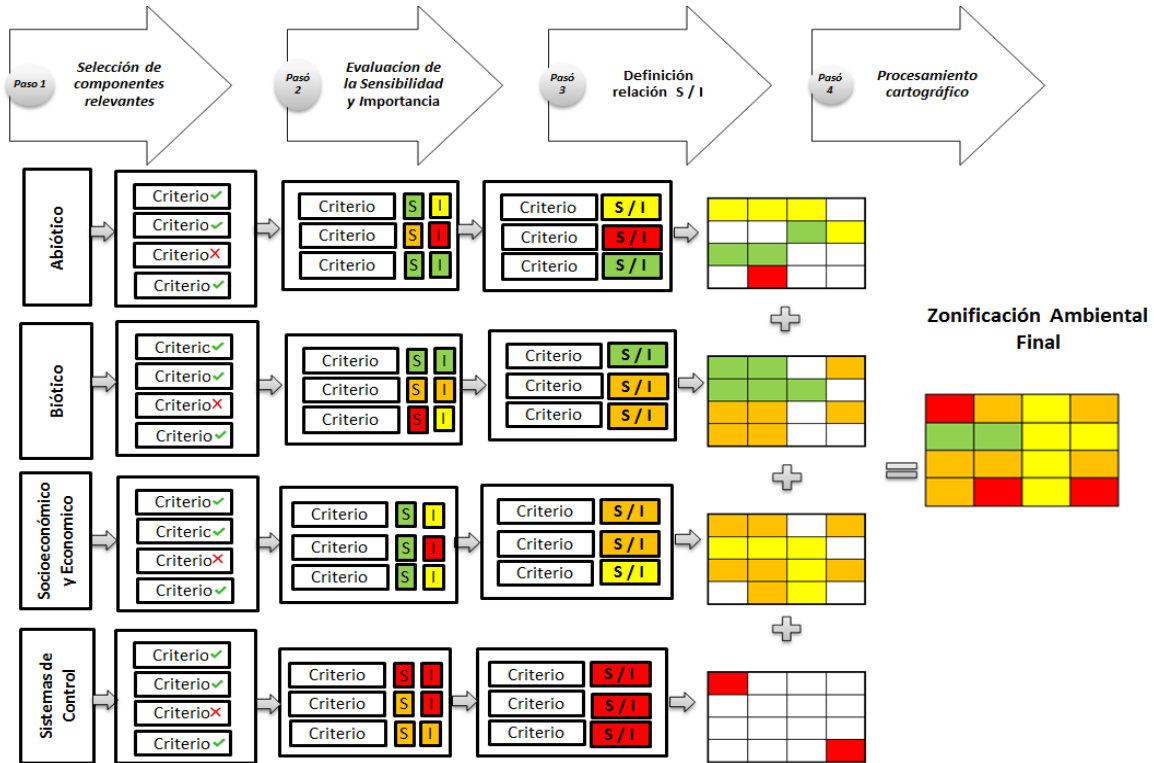 Paso 1
Selección de
componentes
relevantes
Pasó
2
Evaluacion de
la Sensibilidad
y Importancia
Pasó
3
Definición
relación S / I
Pasó
4
Procesamiento
cartográfico
Abiótico
Criterio
Criterio
Criterio
Criterio
Criterio S I
Criterio S I
Criterio S I
Criterio S / I
Criterio S / I
Criterio S / I
Biótico
Criteric
Criterio
Criterio
Criterio
Criterio S I
Criterio S I
Criterio S I
Criterio S / I
Criterio S / I
Criterio S / I
Socioeconómico
y Economico
Criterio
Criteric
Criterio
Criterio
Criterio S I
Criterio S I
Criterio S I
Criterio S / I
Criterio S / I
Criterio S / I
Sistemas de
Control
Criterio
Criterio
Criterio
Criterio
Criterio S I
Criterio S I
Criterio S I
Criterio S / I
Criterio S / I
Criterio S / I
Zonificación Ambiental
Final